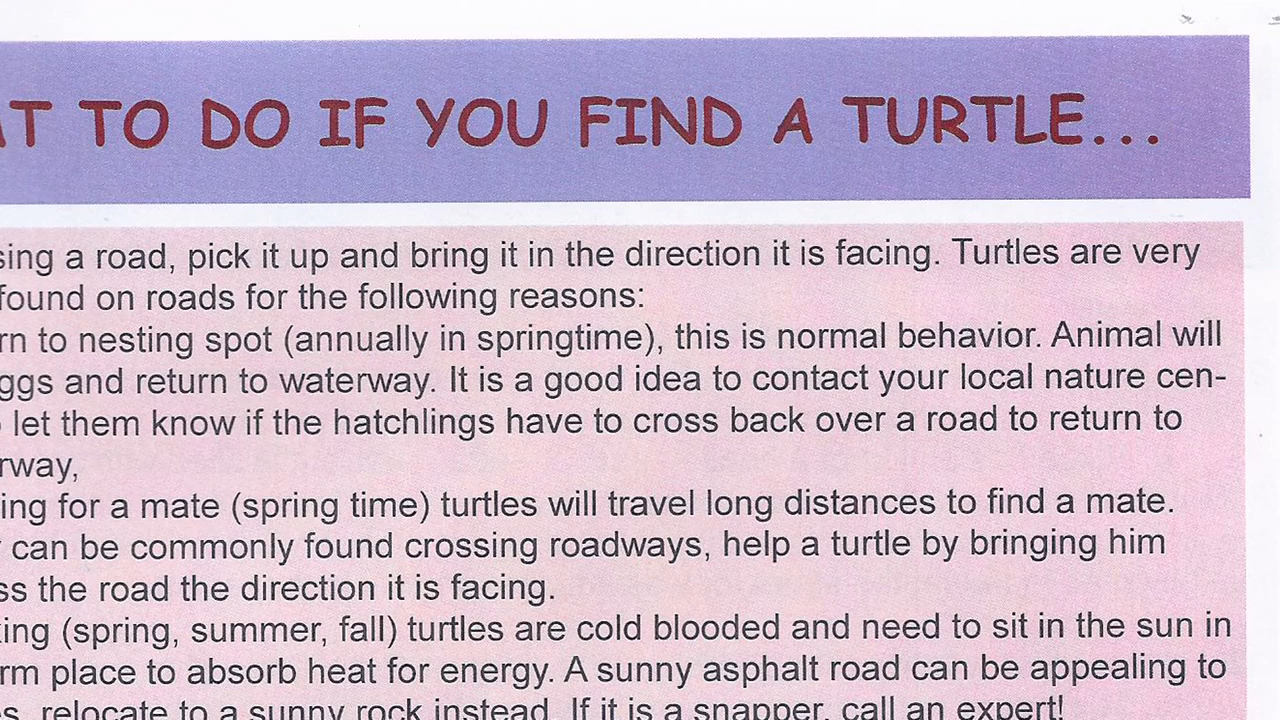 AT TO DO IF YOU FIND A TURTLE...
sing a road, pick it up and bring it in the direction it is facing. Turtles are very
found on roads for the following reasons:
rn to nesting spot (annually in springtime), this is normal behavior. Animal will
ggs and return to waterway. It is a good idea to contact your local nature cen-
let them know if the hatchlings have to cross back over a road to return to
rway,
ing for a mate (spring time) turtles will travel long distances to find a mate.
can be commonly found crossing roadways, help a turtle by bringing him
ss the road the direction it is facing.
king (spring, summer, fall) turtles are cold blooded and need to sit in the sun in
rm place to absorb heat for energy. A sunny asphalt road can be appealing to
s, relocate to a sunny rock instead. If it is a snapper, call an expert!